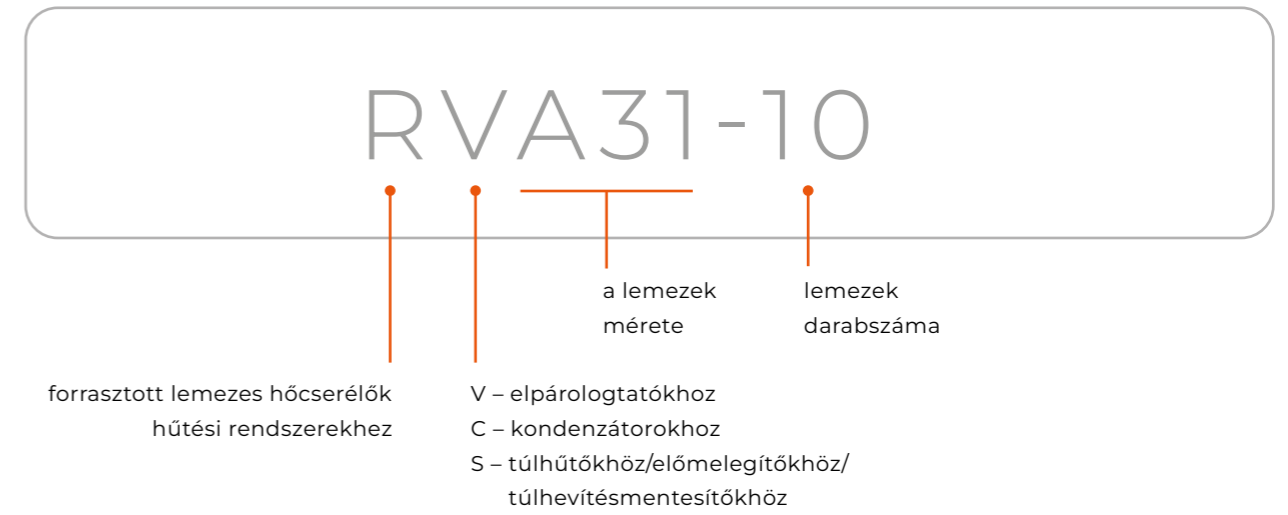 RVA31-10
a lemezek
mérete
lemezek
darabszáma
forrasztott lemezes hőcserélők
hűtési rendszerekhez
V – elpárologtatókhoz
C – kondenzátorokhoz
S – túlhűtőkhöz/előmelegítőkhöz/
túlhevítésmentesítőkhöz